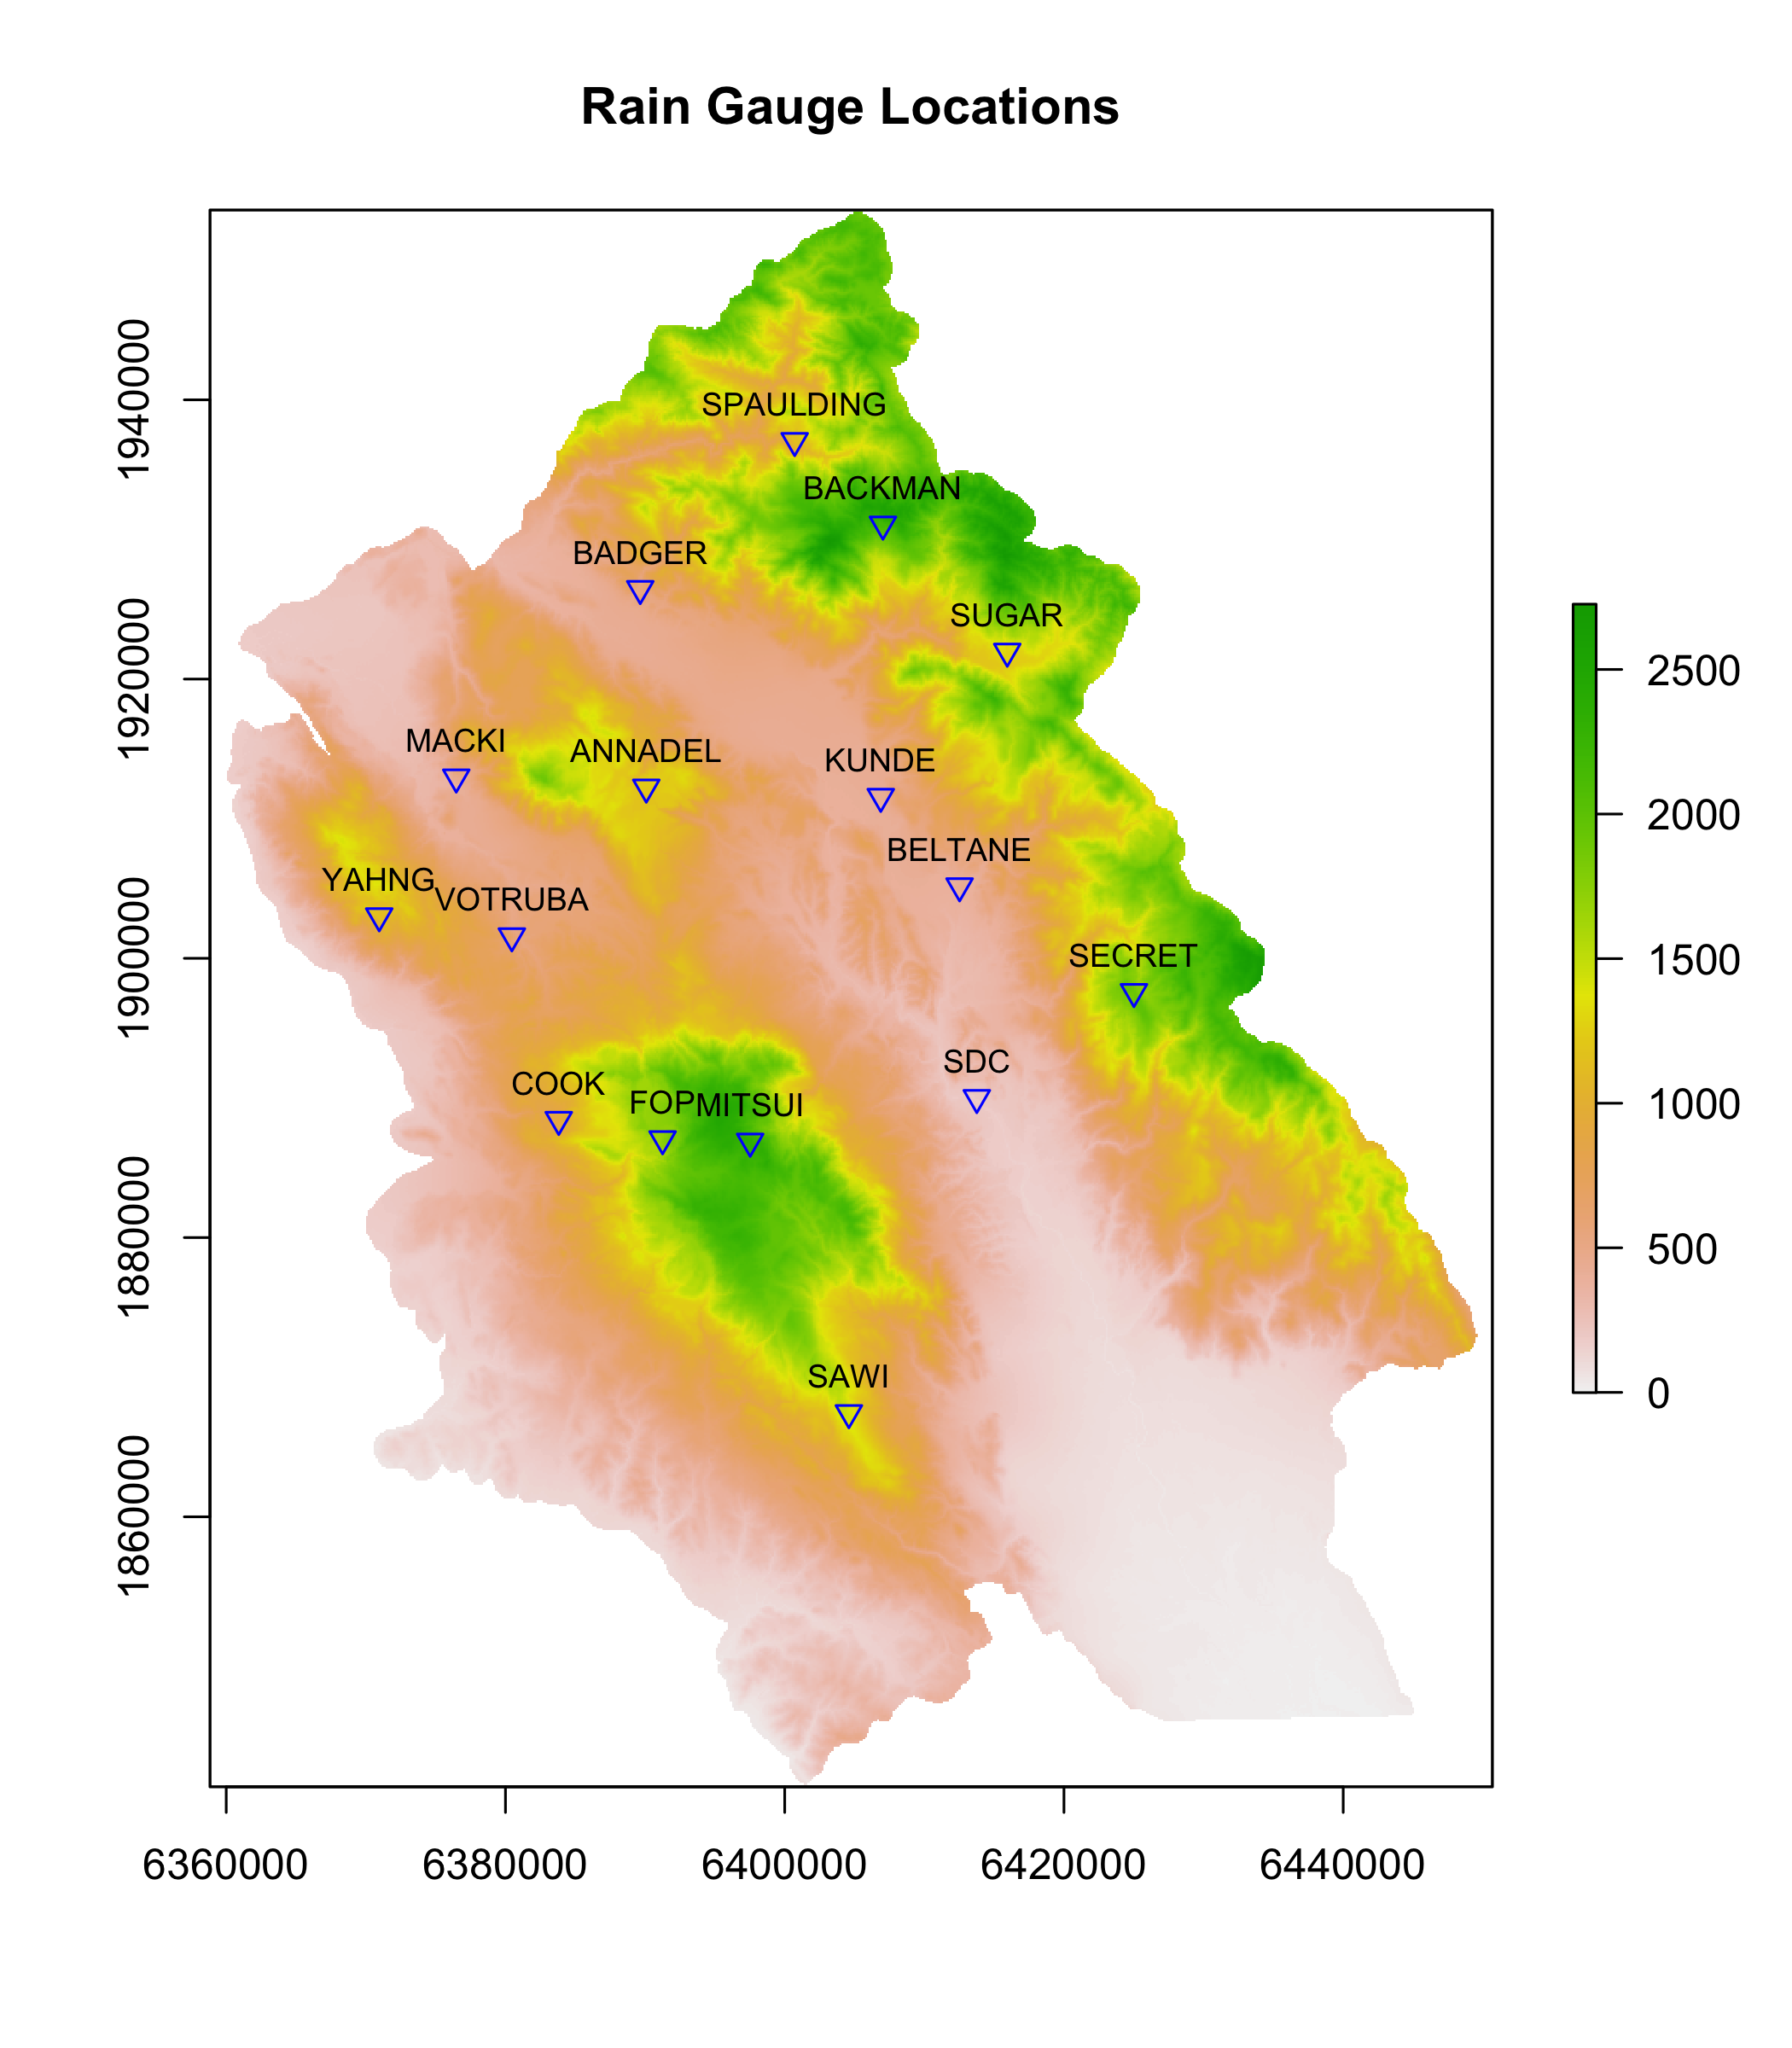 Rain Gauge Locations
1940000
1920000
1900000
1880000
1860000
SPAULDING
BACKMAN
BADGER
SUGAR
MACKI
ANNADEL
KUNDE
BELTANE
YAHNG
VOTRUBA
SECRET
SDC
COOK
FOP
MITSUI
SAWI
2500
2000
1500
1000
500
0
6360000
6380000
6400000
6420000
6440000